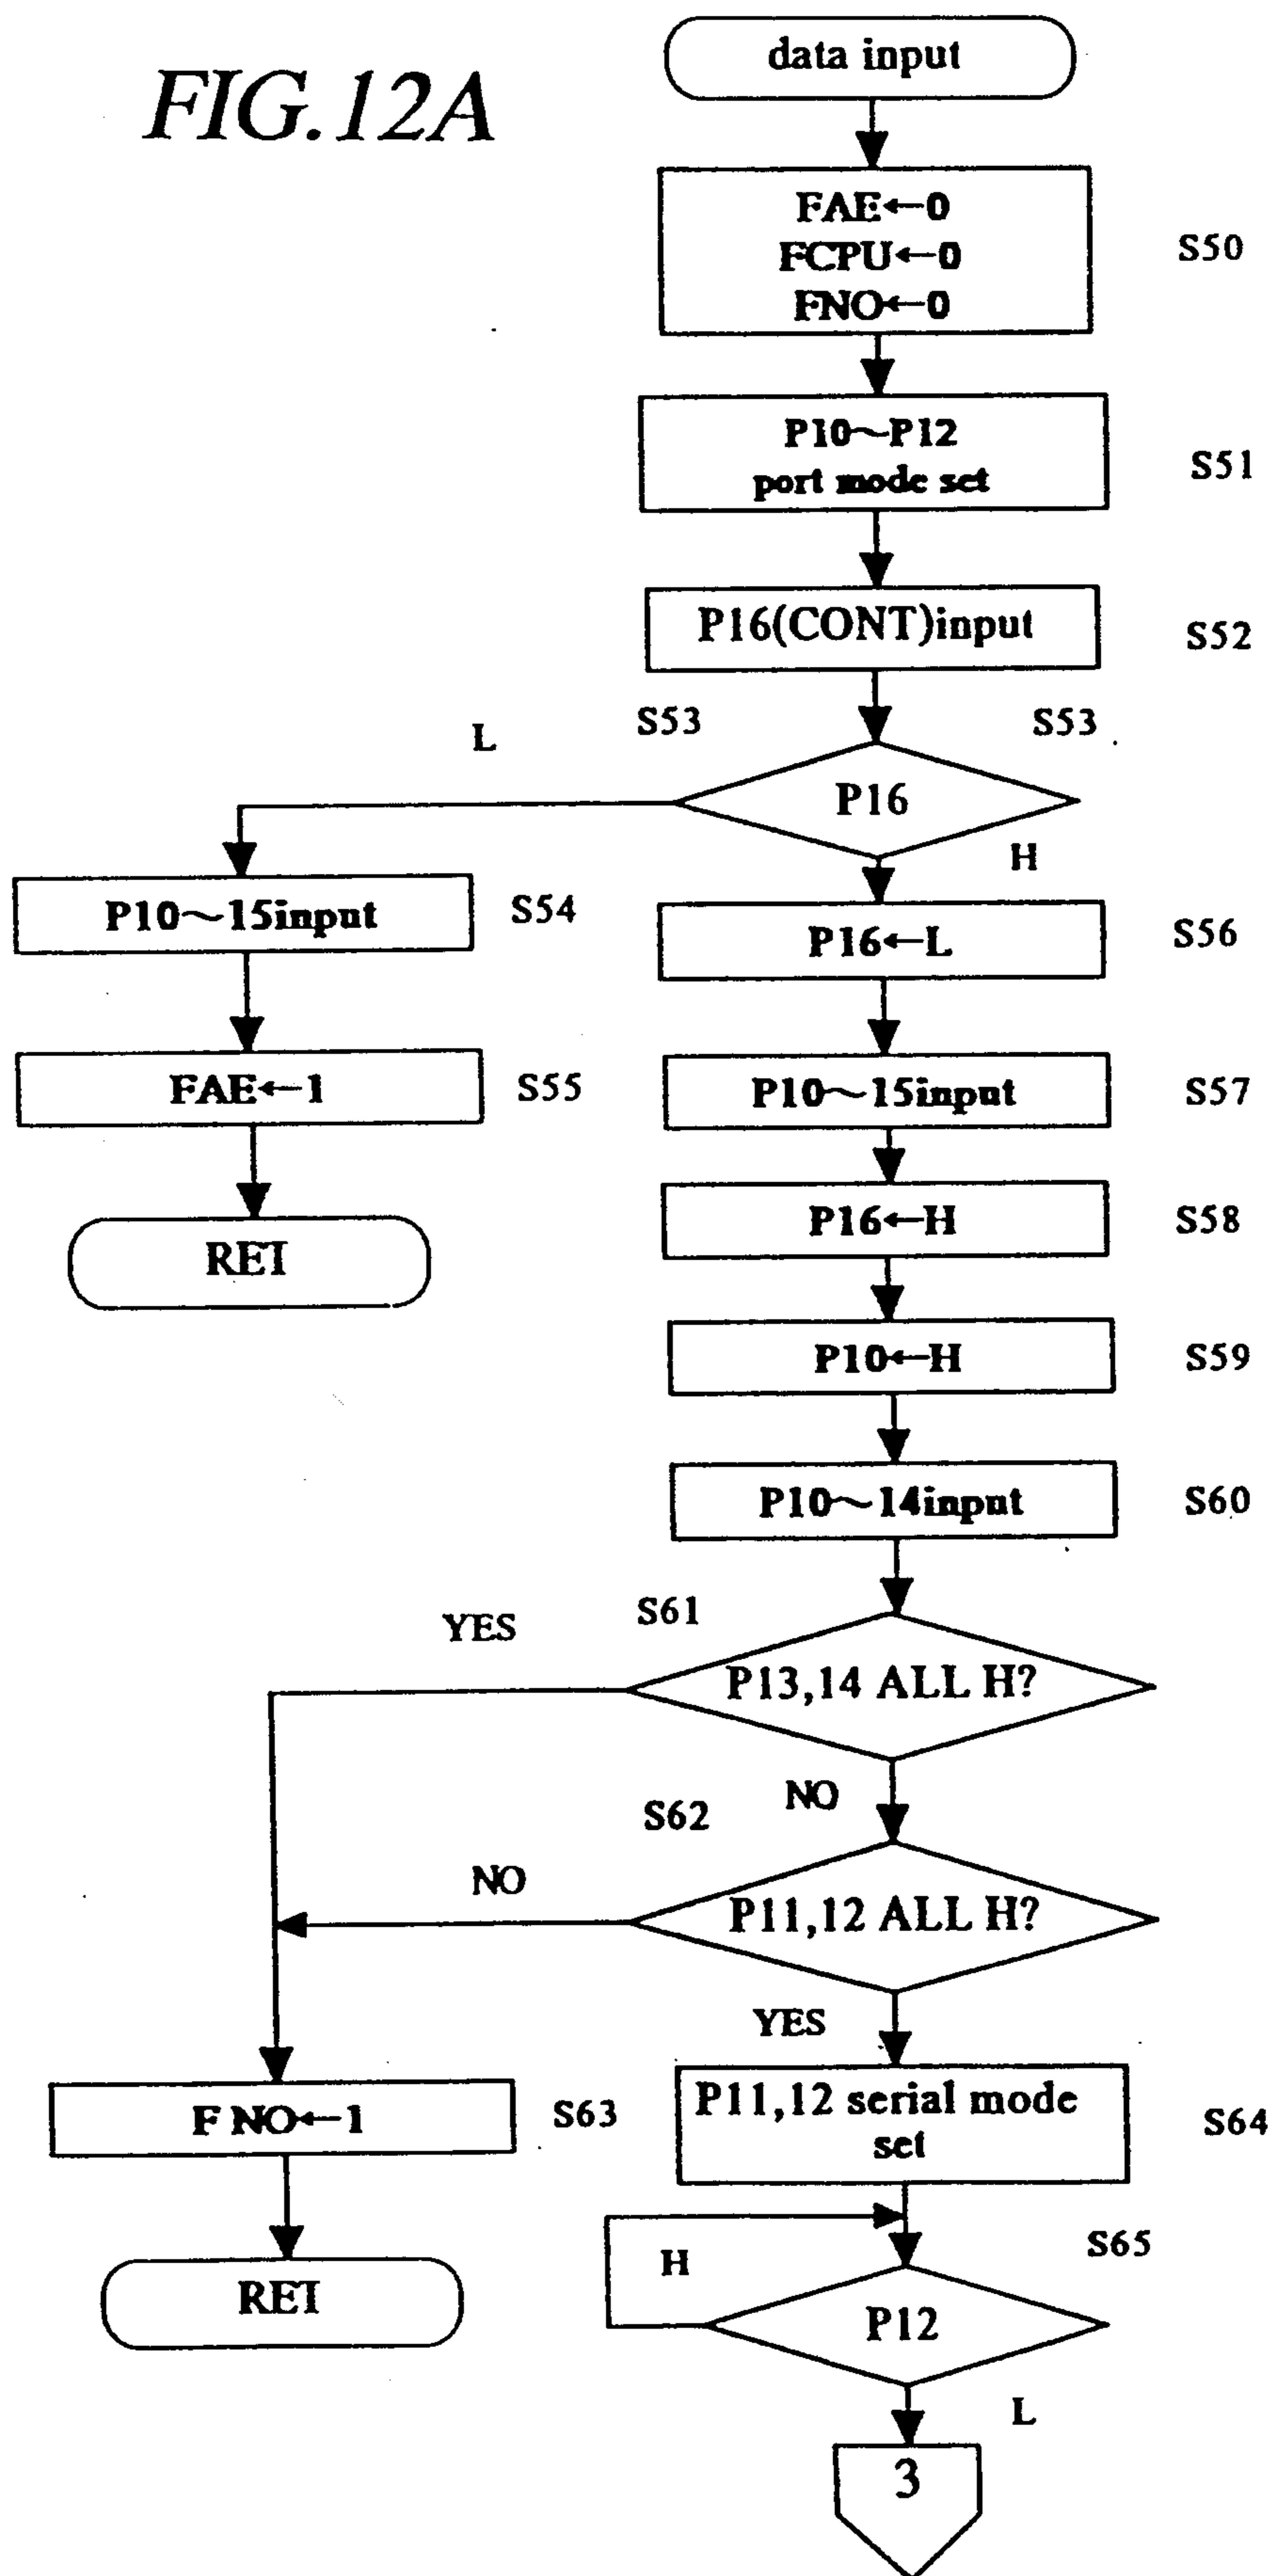 FIG.12A
data input
FAE←0
FCPU←0
FNO←0
S50
P10~P12
port mode set
S51
P16(CONT)input
S52
S53
S53
L
P16
H
P10~15input
S54
P16←L
S56
FAE←1
S55
P10~15input
S57
RET
P16←H
S58
P10←H
S59
P10~14input
S60
YES
S61
P13,14 ALL H?
NO
S62
NO
P11,12 ALL H?
YES
F NO←1
S63
P11,12 serial mode
set
S64
RET
H
S65
P12
L
3